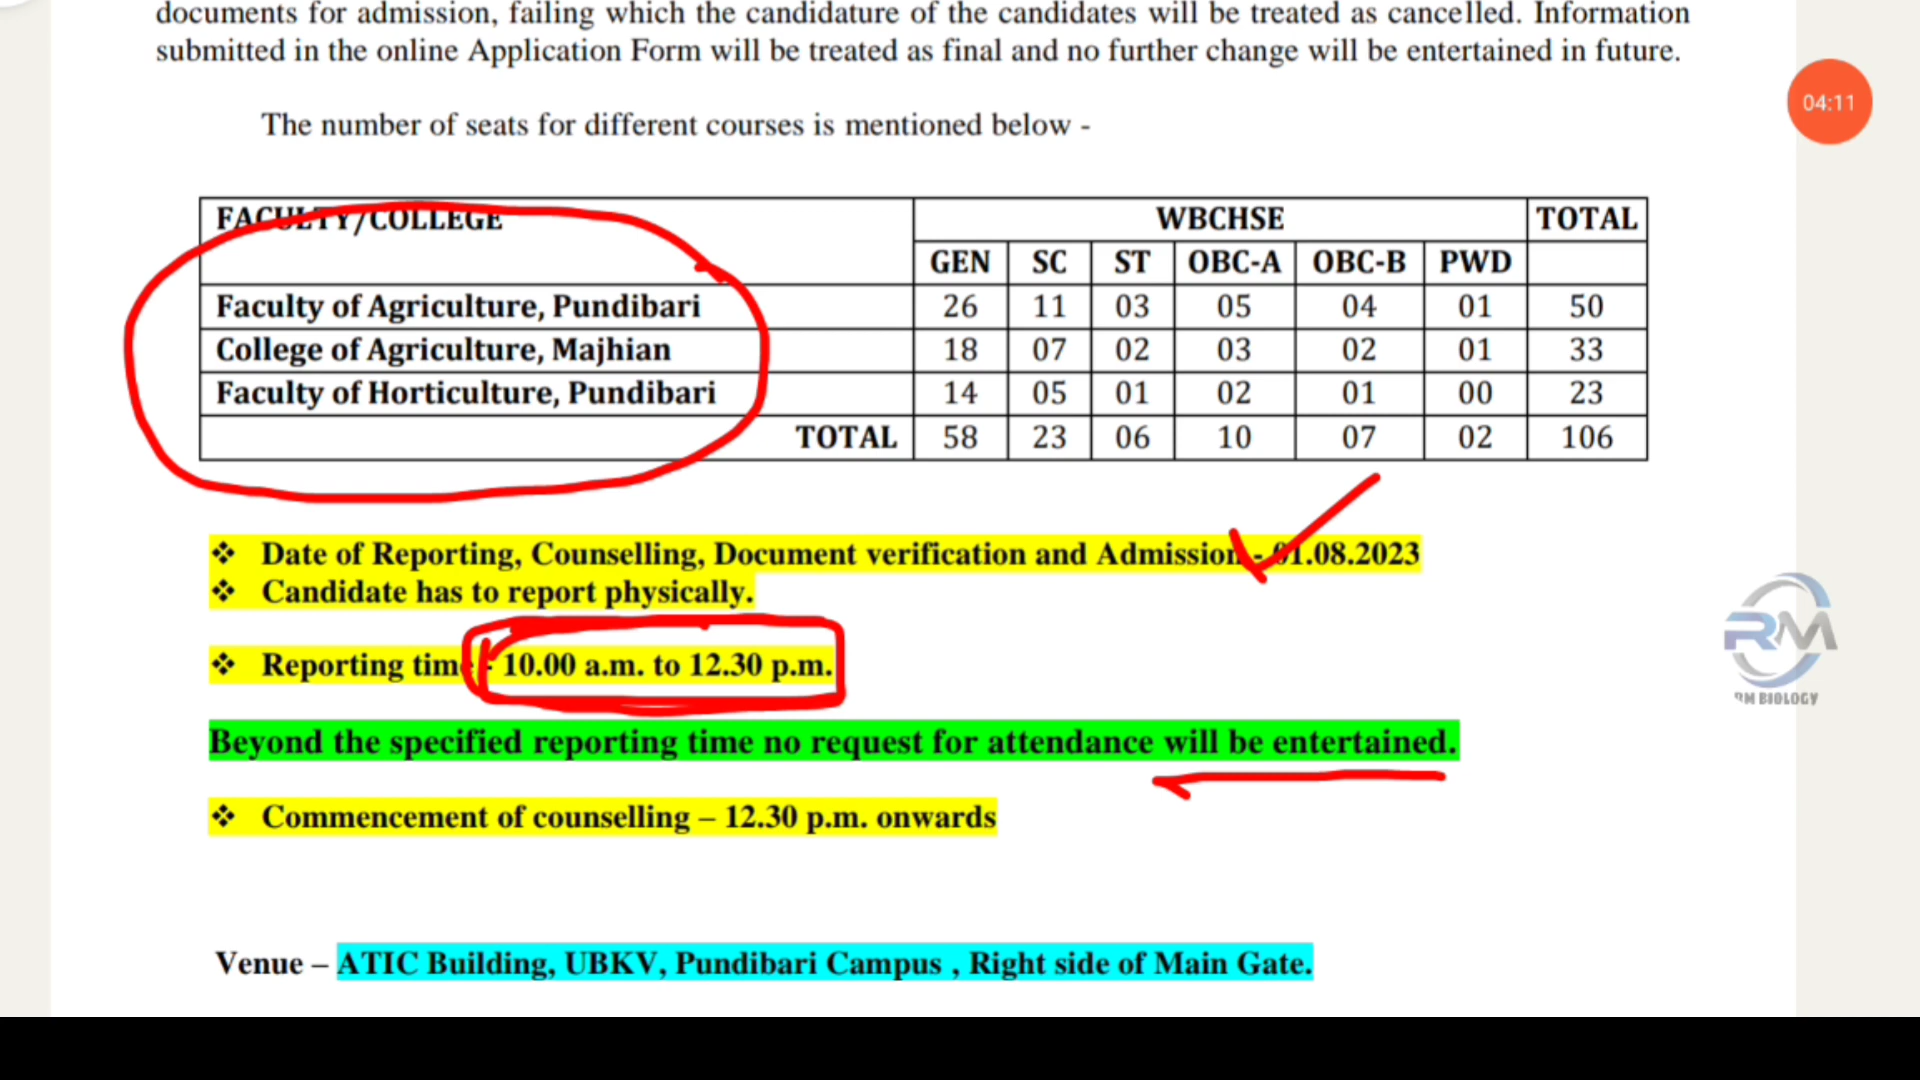 documents for admission, failing which the candidature of the candidates will be treated as cancelled. Information
submitted in the online Application Form will be treated as final and no further change will be entertained in future.
04:11
The number of seats for different courses is mentioned below -
FACULTY/COLLEGE WBCHSE TOTAL
GEN SC ST OBC-A OBC-B PWD
Faculty of Agriculture, Pundibari 26 11 03 05 04 01 50
College of Agriculture, Majhian 18 07 02 03 02 01 33
Faculty of Horticulture, Pundibari 14 05 01 02 01 00 23
TOTAL 58 23 06 10 07 02 106
❖ Date of Reporting, Counselling, Document verification and Admission - 01.08.2023
❖ Candidate has to report physically.
❖ Reporting time - 10.00 a.m. to 12.30 p.m.
Beyond the specified reporting time no request for attendance will be entertained.
❖ Commencement of counselling – 12.30 p.m. onwards
Venue – ATIC Building, UBKV, Pundibari Campus , Right side of Main Gate.
RM
RM BIOLOGY